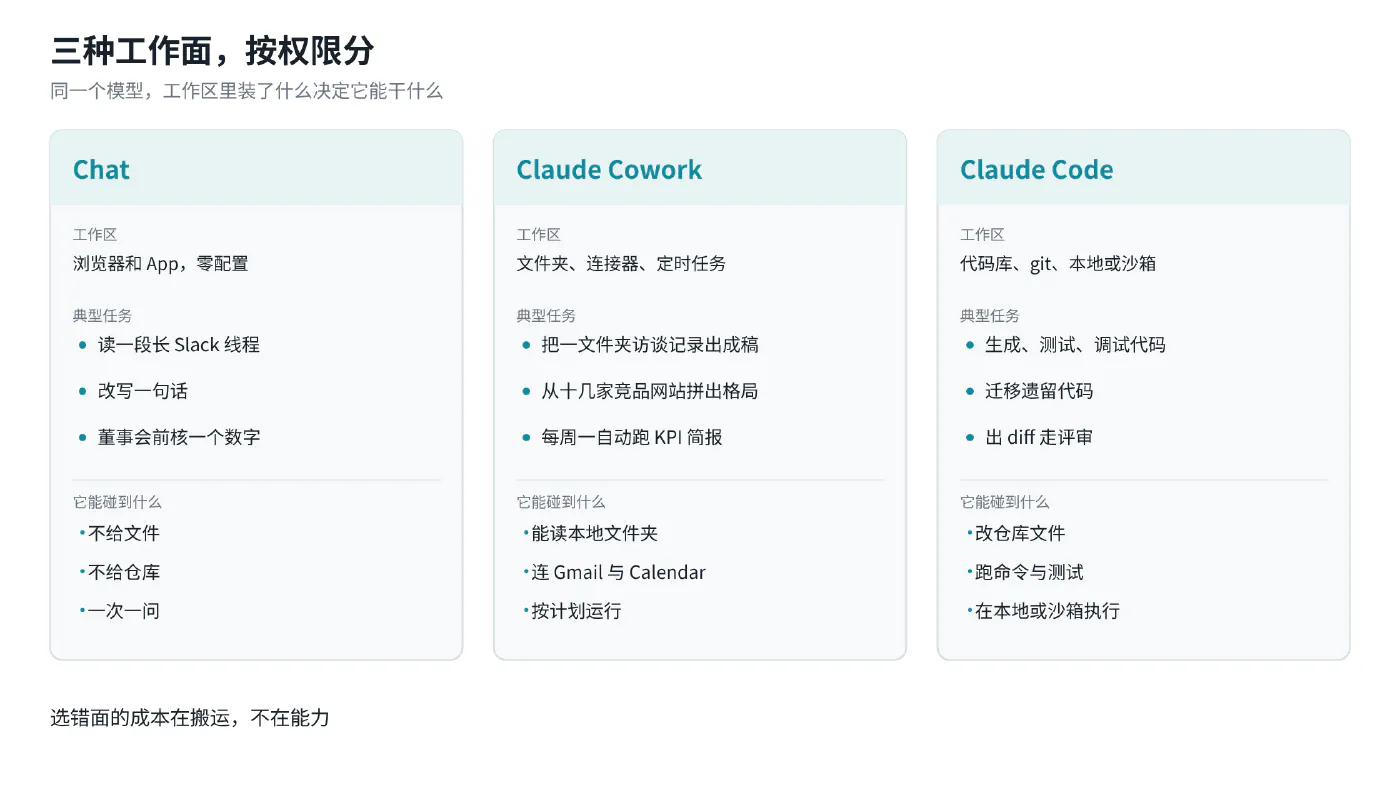 三种工作面，按权限分
同一个模型，工作区里装了什么决定它能干什么
Chat
工作区
浏览器和 App，零配置
典型任务
• 读一段长 Slack 线程
• 改写一句话
• 董事会前核一个数字
它能碰到什么
•不给文件
•不给仓库
•一次一问
Claude Cowork
工作区
文件夹、连接器、定时任务
典型任务
• 把一文件夹访谈记录出成稿
• 从十几家竞品网站拼出格局
• 每周一自动跑 KPI 简报
它能碰到什么
•能读本地文件夹
•连 Gmail 与 Calendar
•按计划运行
Claude Code
工作区
代码库、git、本地或沙箱
典型任务
• 生成、测试、调试代码
• 迁移遗留代码
• 出 diff 走评审
它能碰到什么
•改仓库文件
•跑命令与测试
•在本地或沙箱执行
选错面的成本在搬运，不在能力